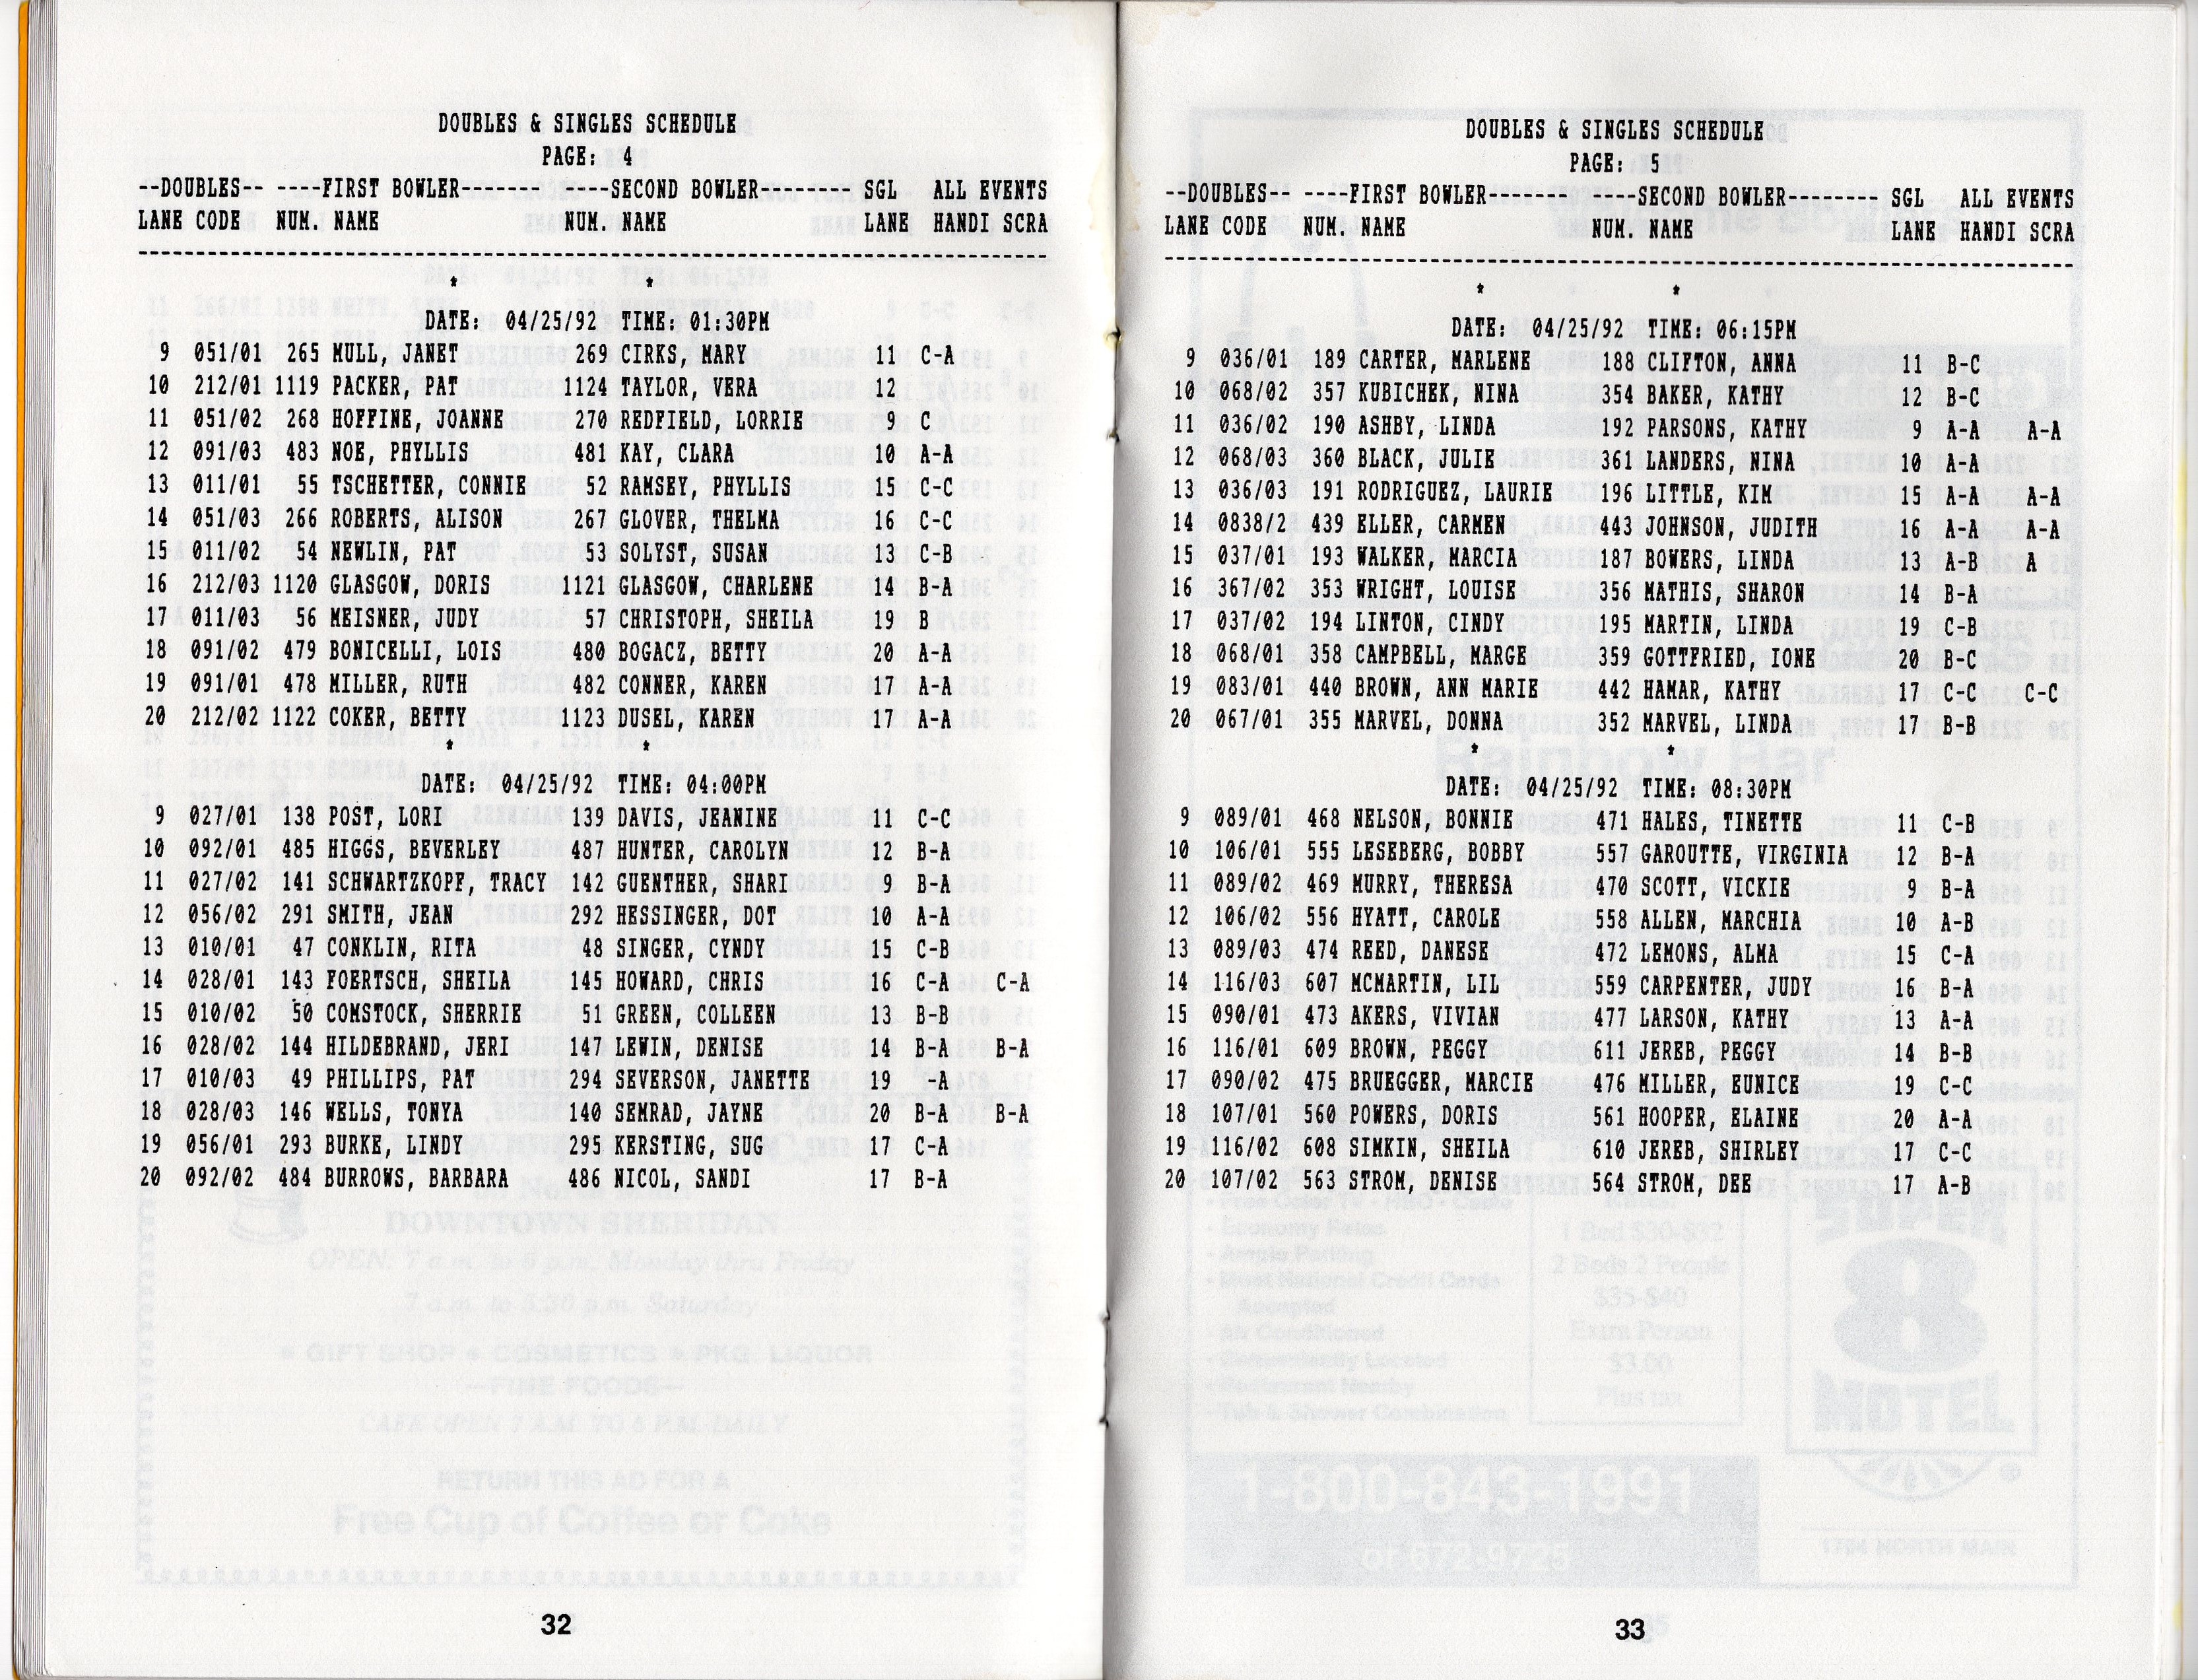 DOUBLES & SINGLES SCHEDULE
PAGE: 4
--DOUBLES-- ----FIRST BOWLER------- ----SECOND BOWLER-------- SGL ALL EVENTS
LANE CODE NUM. NAME NUM. NAME LANE HANDI SCRA
* *
DATE: 04/25/92 TIME: 01:30PM
9 051/01 265 MULL, JANET 269 CIRKS, MARY 11 C-A
10 212/01 1119 PACKER, PAT 1124 TAYLOR, VERA 12
11 051/02 268 HOFFINE, JOANNE 270 REDFIELD, LORRIE 9 C
12 091/03 483 NOE, PHYLLIS 481 KAY, CLARA 10 A-A
13 011/01 55 TSCHETTER, CONNIE 52 RAMSEY, PHYLLIS 15 C-C
14 051/03 266 ROBERTS, ALISON 267 GLOVER, THELMA 16 C-C
15 011/02 54 NEWLIN, PAT 53 SOLYST, SUSAN 13 C-B
16 212/03 1120 GLASGOW, DORIS 1121 GLASGOW, CHARLENE 14 B-A
17 011/03 56 MEISNER, JUDY 57 CHRISTOPH, SHEILA 19 B
18 091/02 479 BONICELLI, LOIS 480 BOGACZ, BETTY 20 A-A
19 091/01 478 MILLER, RUTH 482 CONNER, KAREN 17 A-A
20 212/02 1122 COKER, BETTY 1123 DUSEL, KAREN 17 A-A
* *
DATE: 04/25/92 TIME: 04:00PM
9 027/01 138 POST, LORI 139 DAVIS, JEANINE 11 C-C
10 092/01 485 HIGGS, BEVERLEY 487 HUNTER, CAROLYN 12 B-A
11 027/02 141 SCHWARTZKOPF, TRACY 142 GUENTHER, SHARI 9 B-A
12 056/02 291 SMITH, JEAN 292 HESSINGER, DOT 10 A-A
13 010/01 47 CONKLIN, RITA 48 SINGER, CYNDY 15 C-B
14 028/01 143 FOERTSCH, SHEILA 145 HOWARD, CHRIS 16 C-A C-A
15 010/02 50 COMSTOCK, SHERRIE 51 GREEN, COLLEEN 13 B-B
16 028/02 144 HILDEBRAND, JERI 147 LEWIN, DENISE 14 B-A B-A
17 010/03 49 PHILLIPS, PAT 294 SEVERSON, JANETTE 19 -A
18 028/03 146 WELLS, TONYA 140 SEMRAD, JAYNE 20 B-A B-A
19 056/01 293 BURKE, LINDY 295 KERSTING, SUG 17 C-A
20 092/02 484 BURROWS, BARBARA 486 NICOL, SANDI 17 B-A
32
DOUBLES & SINGLES SCHEDULE
PAGE: 5
--DOUBLES-- ----FIRST BOWLER------- ----SECOND BOWLER-------- SGL ALL EVENTS
LANE CODE NUM. NAME NUM. NAME LANE HANDI SCRA
* *
DATE: 04/25/92 TIME: 06:15PM
9 036/01 189 CARTER, MARLENE 188 CLIFTON, ANNA 11 B-C
10 068/02 357 KUBICHEK, NINA 354 BAKER, KATHY 12 B-C
11 036/02 190 ASHBY, LINDA 192 PARSONS, KATHY 9 A-A A-A
12 068/03 360 BLACK, JULIE 361 LANDERS, NINA 10 A-A
13 036/03 191 RODRIGUEZ, LAURIE 196 LITTLE, KIM 15 A-A A-A
14 0838/2 439 ELLER, CARMEN 443 JOHNSON, JUDITH 16 A-A A-A
15 037/01 193 WALKER, MARCIA 187 BOWERS, LINDA 13 A-B A
16 367/02 353 WRIGHT, LOUISE 356 MATHIS, SHARON 14 B-A
17 037/02 194 LINTON, CINDY 195 MARTIN, LINDA 19 C-B
18 068/01 358 CAMPBELL, MARGE 359 GOTTFRIED, IONE 20 B-C
19 083/01 440 BROWN, ANN MARIE 442 HAMAR, KATHY 17 C-C C-C
20 067/01 355 MARVEL, DONNA 352 MARVEL, LINDA 17 B-B
* *
DATE: 04/25/92 TIME: 08:30PM
9 089/01 468 NELSON, BONNIE 471 HALES, TINETTE 11 C-B
10 106/01 555 LESEBERG, BOBBY 557 GAROUTTE, VIRGINIA 12 B-A
11 089/02 469 MURRY, THERESA 470 SCOTT, VICKIE 9 B-A
12 106/02 556 HYATT, CAROLE 558 ALLEN, MARCHIA 10 A-B
13 089/03 474 REED, DANESE 472 LEMONS, ALMA 15 C-A
14 116/03 607 MCMARTIN, LIL 559 CARPENTER, JUDY 16 B-A
15 090/01 473 AKERS, VIVIAN 477 LARSON, KATHY 13 A-A
16 116/01 609 BROWN, PEGGY 611 JEREB, PEGGY 14 B-B
17 090/02 475 BRUEGGER, MARCIE 476 MILLER, EUNICE 19 C-C
18 107/01 560 POWERS, DORIS 561 HOOPER, ELAINE 20 A-A
19 116/02 608 SIMKIN, SHEILA 610 JEREB, SHIRLEY 17 C-C
20 107/02 563 STROM, DENISE 564 STROM, DEE 17 A-B
33